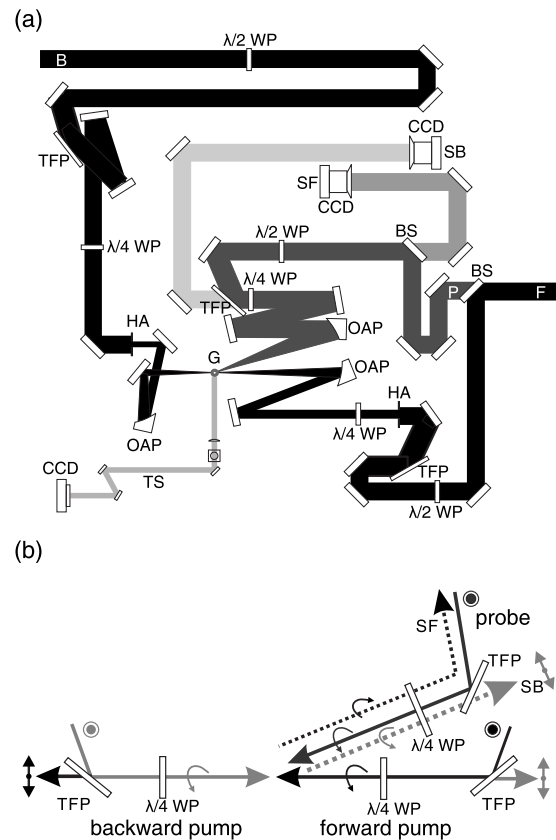 (a)
λ/2 WP
B
CCD
SB
TFP
SF
CCD
λ/2 WP
BS
λ/4 WP
λ/4 WP
BS
P
F
TFP
HA
OAP
G
OAP
HA
OAP
λ/4 WP
CCD
TS
TFP
λ/2 WP
(b)
SF
probe
TFP
SB
λ/4 WP
TFP
λ/4 WP
λ/4 WP
TFP
backward pump
forward pump